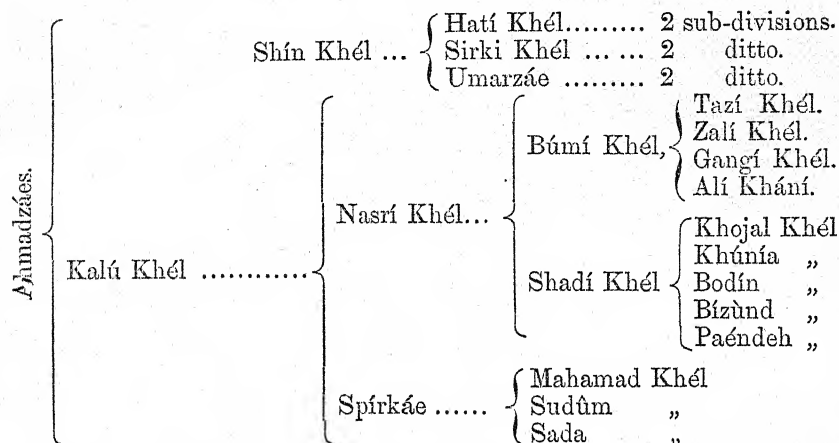 Hatí Khél......... 2 sub-divisions.
Shín Khél ... Sirki Khél ... ... 2 ditto.
Umarzáe ......... 2 ditto.
Tazí Khél.
Búmí Khél, Zalí Khél.
Gangí Khél.
Alí Khání.
Nasrí Khél...
Khojal Khél
Khúnía „
Shadí Khél Bodín „
Bízùnd „
Paéndeh „
Ahmadzáes.
Kalú Khél ............
Mahamad Khél
Spírkáe ...... Sudûm „
Sada „